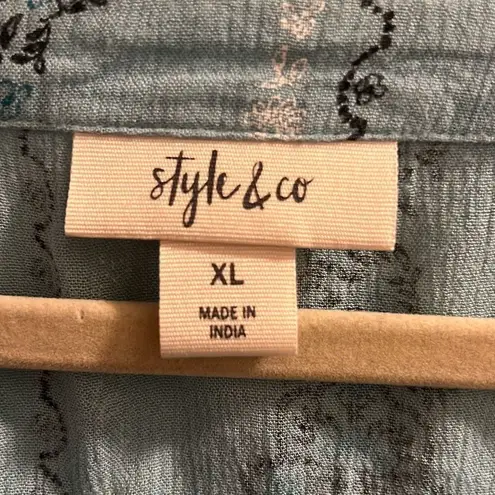 style & co
XL
MADE IN
INDIA